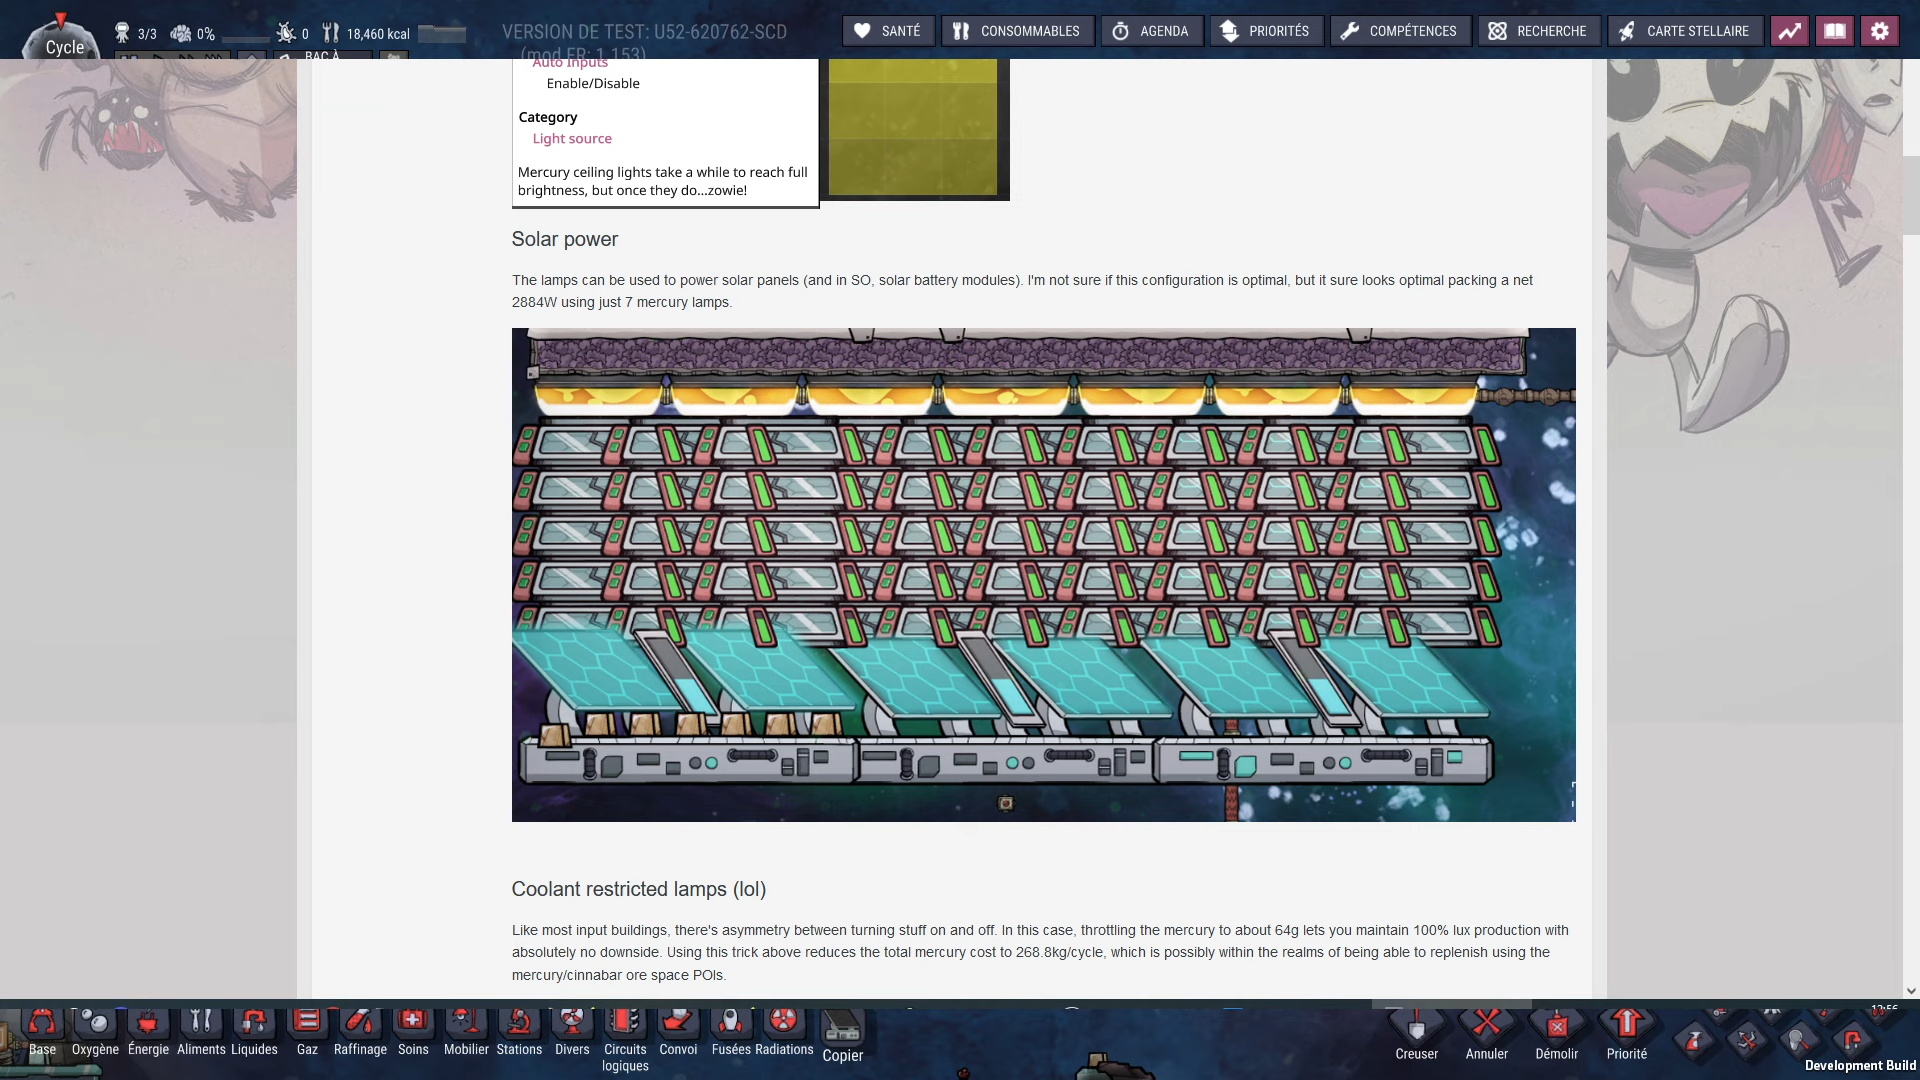 Cycle
3/3
0%
0
18,460 kcal
VERSION DE TEST: U52-620762-SCD
(mod FR: 1.153)
BAC À
SANTÉ
CONSOMMABLES
AGENDA
PRIORITÉS
COMPÉTENCES
RECHERCHE
CARTE STELLAIRE
Auto Inputs
Enable/Disable
Category
Light source
Mercury ceiling lights take a while to reach full
brightness, but once they do...zowie!
Solar power
The lamps can be used to power solar panels (and in SO, solar battery modules). I'm not sure if this configuration is optimal, but it sure looks optimal packing a net
2884W using just 7 mercury lamps.
Coolant restricted lamps (lol)
Like most input buildings, there's asymmetry between turning stuff on and off. In this case, throttling the mercury to about 64g lets you maintain 100% lux production with
absolutely no downside. Using this trick above reduces the total mercury cost to 268.8kg/cycle, which is possibly within the realms of being able to replenish using the
mercury/cinnabar ore space POIs.
Base
Oxygène
Énergie
Aliments
Liquides
Gaz
Raffinage
Soins
Mobilier
Stations
Divers
Circuits
logiques
Convoi
Fusées
Radiations
Copier
Creuser
Annuler
Démolir
Priorité
Development Build